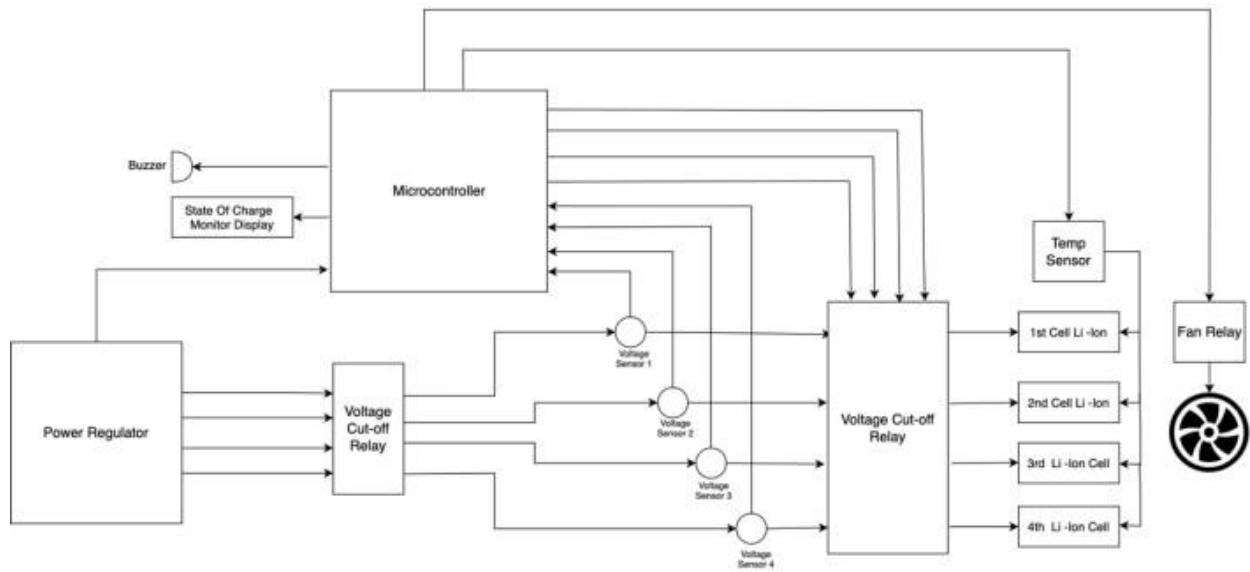 Buzzer
Microcontroller
State Of Charge
Monitor Display
Temp
Sensor
Power Regulator
Voltage
Cut-off
Relay
Voltage
Sensor 1
Voltage
Sensor 2
Voltage
Sensor 3
Voltage
Sensor 4
Voltage Cut-off
Relay
1st Cell Li -Ion
2nd Cell Li -Ion
3rd Li -Ion Cell
4th Li -Ion Cell
Fan Relay